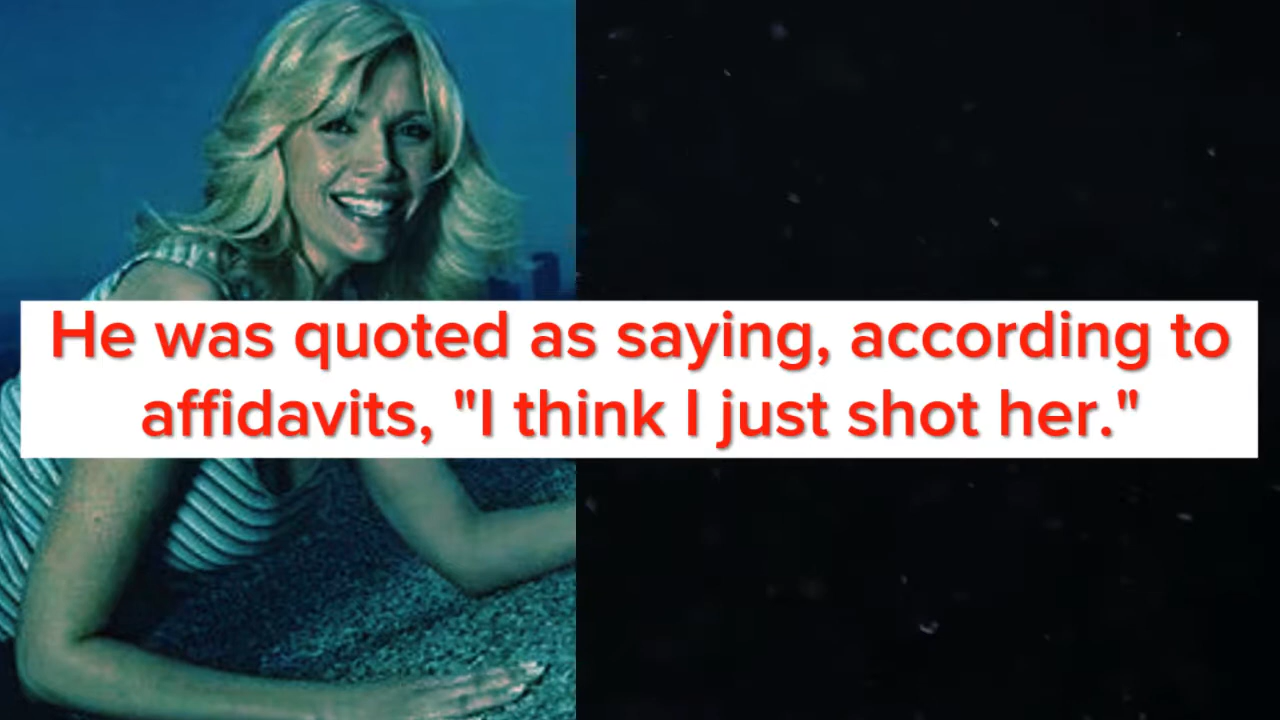 He was quoted as saying, according to
affidavits, "I think I just shot her."